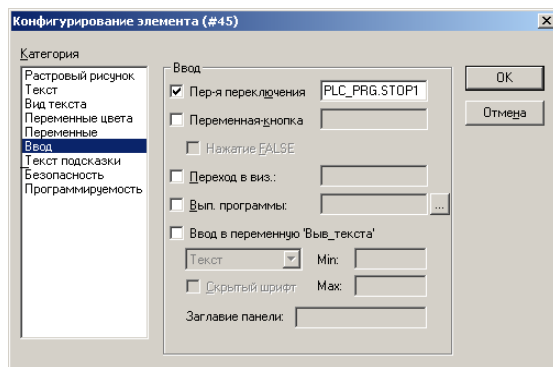 Конфигурирование элемента (#45)
Категория
Растровый рисунок
Текст
Вид текста
Переменные цвета
Переменные
Ввод
Текст подсказки
Безопасность
Программируемость
Ввод
Пер-я переключения PLC_PRG.STOP1
Переменная-кнопка
Нажатие FALSE
Переход в виз.:
Вып. программы: ...
Ввод в переменную 'Выв_текста'
Текст Min:
Скрытый шрифт Max:
Заглавие панели:
OK
Отмена